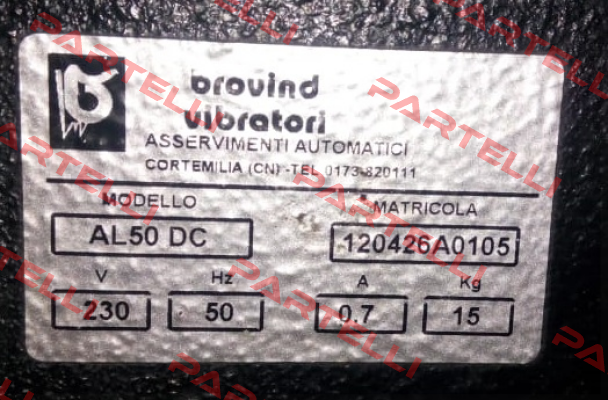 brovind
vibratori
ASSERVIMENTI AUTOMATICI
CORTEMILIA (CN) -TEL 0173-820111
MODELLO MATRICOLA
AL50 DC 120426A0105
V Hz A Kg
230 50 0.7 15
PARTELLI
PARTELLI
PARTELLI
PARTELLI
PARTELLI
PARTELLI